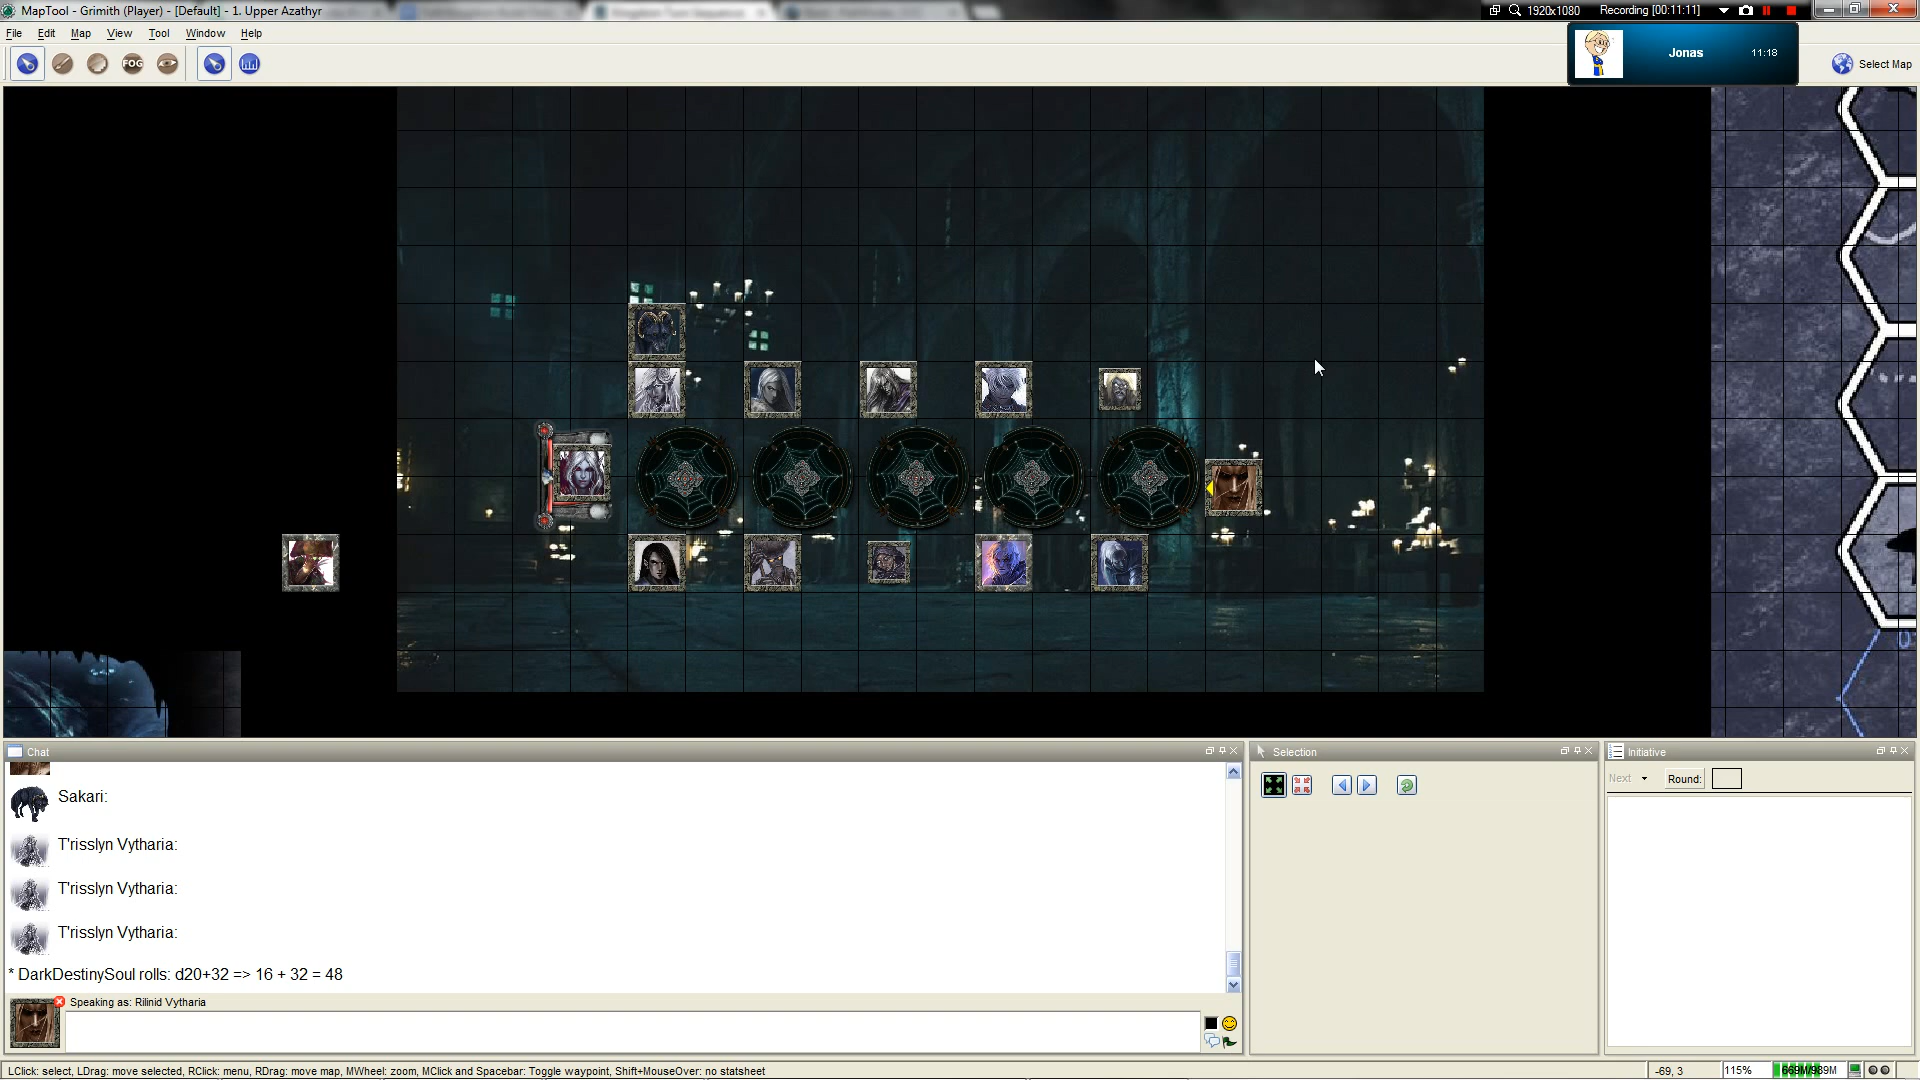 MapTool - Grimith (Player) - [Default] - 1. Upper Azathyr
1920x1080
Recording [00:11:11]
File Edit Map View Tool Window Help
FOG
Jonas
11:18
Select Map
Chat
Selection
Initiative
Next
Round:
Sakari:
T'risslyn Vytharia:
T'risslyn Vytharia:
T'risslyn Vytharia:
* DarkDestinySoul rolls: d20+32 => 16 + 32 = 48
Speaking as: Rilinid Vytharia
LClick: select, LDrag: move selected, RClick: menu, RDrag: move map, MWheel: zoom, MClick and Spacebar: Toggle waypoint, Shift+MouseOver: no statsheet
-69, 3
115%
669M/989M